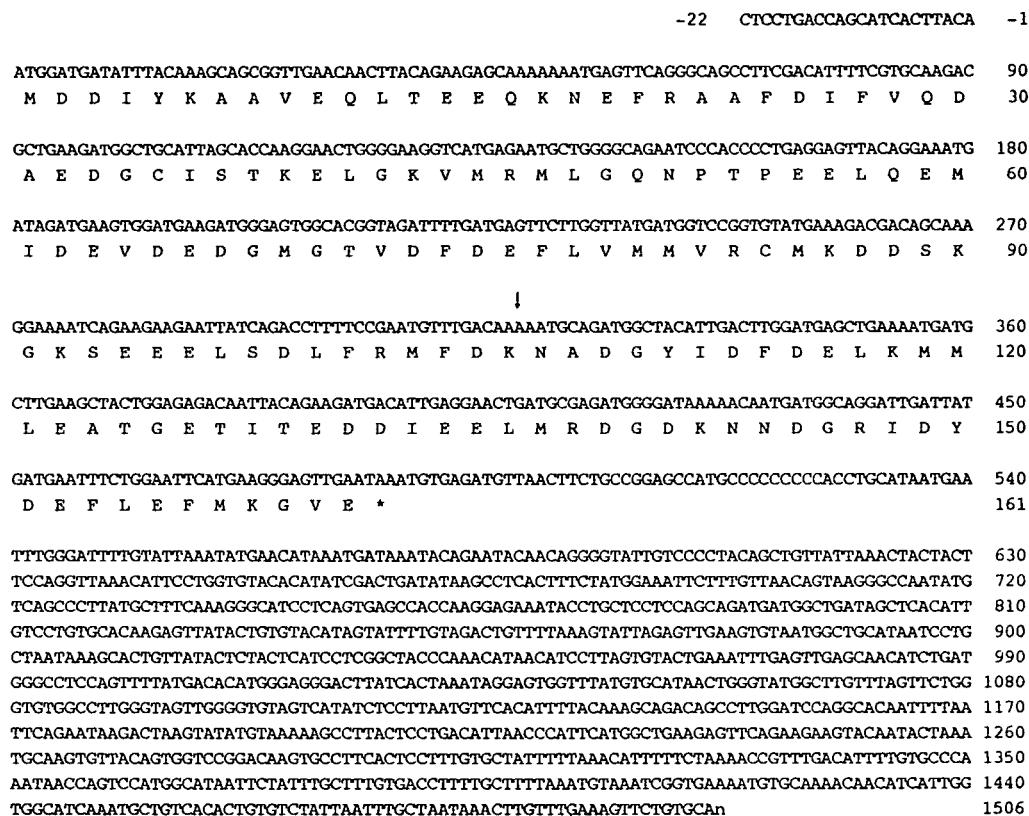 -22 CTCCTGACCAGCATCACTTACA -1
ATGGATGATATTTACAAAGCAGCGGTTGAACAACTTACAGAAGAGCAAAAAAATGAGTTCAGGGCAGCCTTCGACATTTTCGTGCAAGAC 90
M D D I Y K A A V E Q L T E E Q K N E F R A A F D I F V Q D 30
GCTGAAGATGGCTGCATTAGCACCAAGGAACTGGGGAAGGTCATGAGAATGCTGGGGCAGAATCCCACCCCTGAGGAGTTACAGGAAATG 180
A E D G C I S T K E L G K V M R M L G Q N P T P E E L Q E M 60
ATAGATGAAGTGGATGAAGATGGGAGTGGCACGGTAGATTTTGATGAGTTCTTGGTTATGATGGTCCGGTGTATGAAAGACGACAGCAAA 270
I D E V D E D G M G T V D F D E F L V M M V R C M K D D S K 90
↓
GGAAAATCAGAAGAAGAATTATCAGACCTTTTCCGAATGTTTGACAAAAATGCAGATGGCTACATTGACTTGGATGAGCTGAAAATGATG 360
G K S E E E L S D L F R M F D K N A D G Y I D F D E L K M M 120
CTTGAAGCTACTGGAGAGACAATTACAGAAGATGACATTGAGGAACTGATGCGAGATGGGGATAAAAACAATGATGGCAGGATTGATTAT 450
L E A T G E T I T E D D I E E L M R D G D K N N D G R I D Y 150
GATGAATTTCTGGAATTCATGAAGGGAGTTGAATAAATGTGAGATGTTAACTTCTGCCGGAGCCATGCCCCCCCCCACCTGCATAATGAA 540
D E F L E F M K G V E * 161
TTTGGGATTTTGTATTAAATATGAACATAAATGATAAATACAGAATACAACAGGGGTATTGTCCCCTACAGCTGTTATTAAACTACTACT 630
TCCAGGTTAAACATTCCTGGTGTACACATATCGACTGATATAAGCCTCACTTTCTATGGAAATTCTTTGTTAACAGTAAGGGCCAATATG 720
TCAGCCCTTATGCTTTCAAAGGGCATCCTCAGTGAGCCACCAAGGAGAAATACCTGCTCCTCCAGCAGATGATGGCTGATAGCTCACATT 810
GTCCTGTGCACAAGAGTTATACTGTGTACATAGTATTTTGTAGACTGTTTTAAAGTATTAGAGTTGAAGTGTAATGGCTGCATAATCCTG 900
CTAATAAAGCACTGTTATACTCTACTCATCCTCGGCTACCCAAACATAACATCCTTAGTGTACTGAAATTTGAGTTGAGCAACATCTGAT 990
GGGCCTCCAGTTTTATGACACATGGGAGGGACTTATCACTAAATAGGAGTGGTTTATGTGCATAACTGGGTATGGCTTGTTTAGTTCTGG 1080
GTGTGGCCTTGGGTAGTTGGGGTGTAGTCATATCTCCTTAATGTTCACATTTTACAAAGCAGACAGCCTTGGATCCAGGCACAATTTTAA 1170
TTCAGAATAAGACTAAGTATATGTAAAAAGCCTTACTCCTGACATTAACCCATTCATGGCTGAAGAGTTCAGAAGAAGTACAATACTAAA 1260
TGCAAGTGTTACAGTGGTCCGGACAAGTGCCTTCACTCCTTTGTGCTATTTTTAAACATTTTTCTAAAACCGTTTGACATTTTGTGCCCA 1350
AATAACCAGTCCATGGCATAATTCTATTTGCTTTGTGACCTTTTGCTTTTAAATGTAAATCGGTGAAAATGTGCAAAACAACATCATTGG 1440
TGGCATCAAATGCTGTCACACTGTGTCTATTAATTTGCTAATAAACTTGTTTGAAAGTTCTGTGCAn 1506